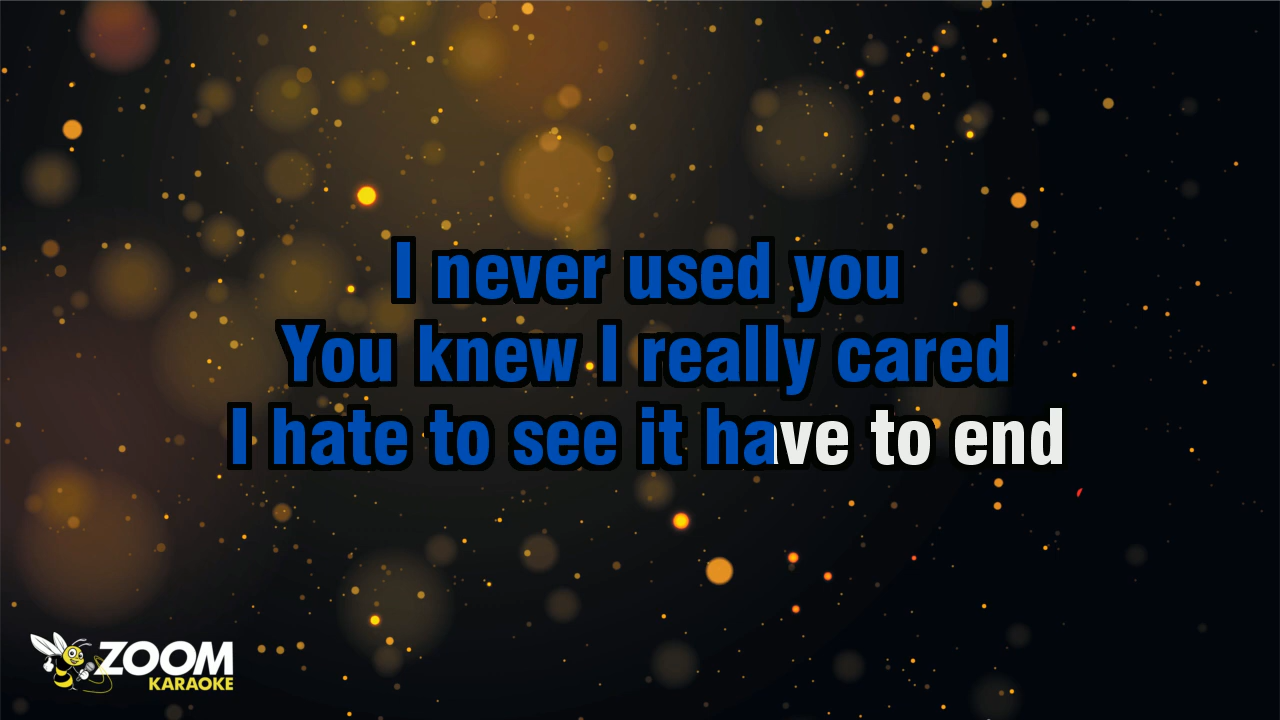 I never used you
You knew I really cared
I hate to see it have to end
ZOOM
KARAOKE